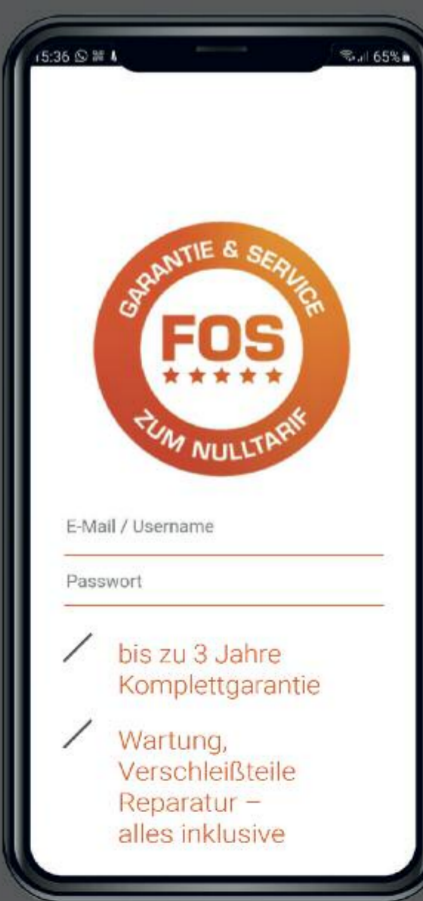 15:36
65%
GARANTIE & SERVICE
FOS
ZUM NULLTARIF
E-Mail / Username
Passwort
bis zu 3 Jahre
Komplettgarantie
Wartung,
Verschleißteile
Reparatur –
alles inklusive